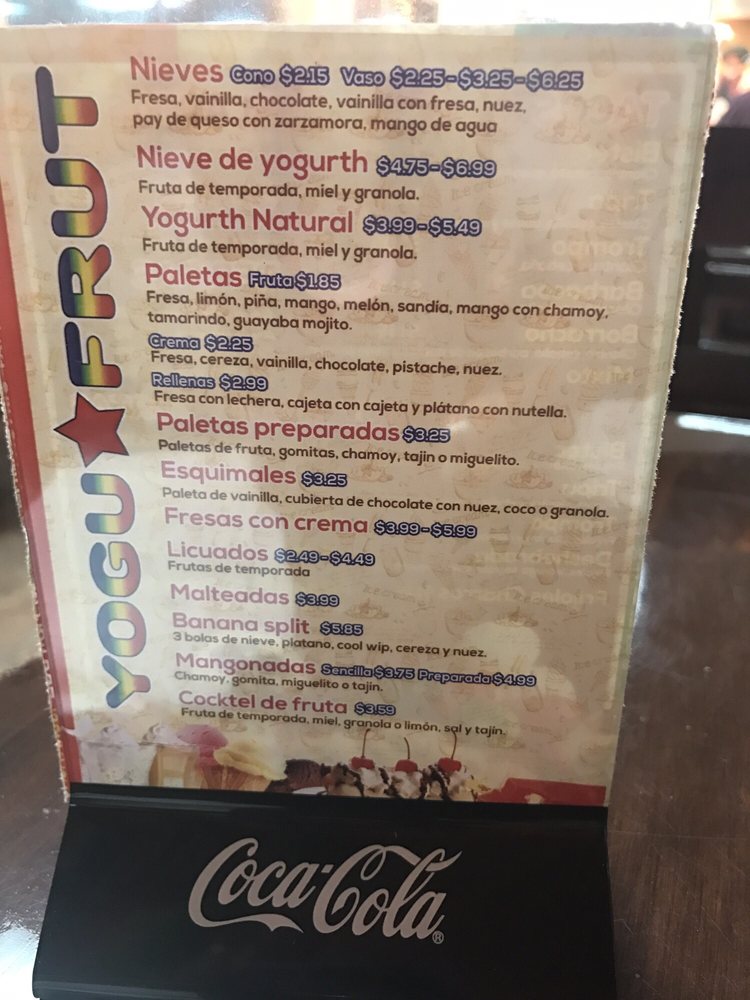 YOGU FRUT
Nieves Cono $2.15 Vaso $2.25-$3.25-$6.25
Fresa, vainilla, chocolate, vainilla con fresa, nuez,
pay de queso con zarzamora, mango de agua
Nieve de yogurth $4.75-$6.99
Fruta de temporada, miel y granola.
Yogurth Natural $3.99-$5.49
Fruta de temporada, miel y granola.
Paletas Fruta $1.85
Fresa, limón, piña, mango, melón, sandía, mango con chamoy,
tamarindo, guayaba mojito.
Crema $2.25
Fresa, cereza, vainilla, chocolate, pistache, nuez.
Rellenas $2.99
Fresa con lechera, cajeta con cajeta y plátano con nutella.
Paletas preparadas $3.25
Paletas de fruta, gomitas, chamoy, tajin o miguelito.
Esquimales $3.25
Paleta de vainilla, cubierta de chocolate con nuez, coco o granola.
Fresas con crema $3.99-$5.99
Licuados $2.49-$4.49
Frutas de temporada
Malteadas $3.99
Banana split $5.85
3 bolas de nieve, platano, cool wip, cereza y nuez.
Mangonadas Sencilla $3.75 Preparada $4.99
Chamoy, gomita, miguelito o tajín.
Cocktel de fruta $3.59
Fruta de temporada, miel, granola o limón, sal y tajín.
Coca-Cola®